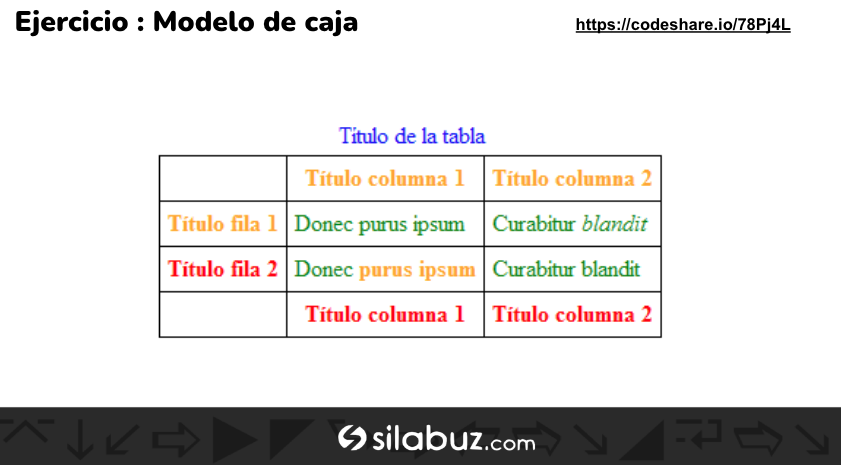 Ejercicio : Modelo de caja
https://codeshare.io/78Pj4L
Título de la tabla
Título columna 1 Título columna 2
Título fila 1 Donec purus ipsum Curabitur blandit
Título fila 2 Donec purus ipsum Curabitur blandit
Título columna 1 Título columna 2
silabuz.com